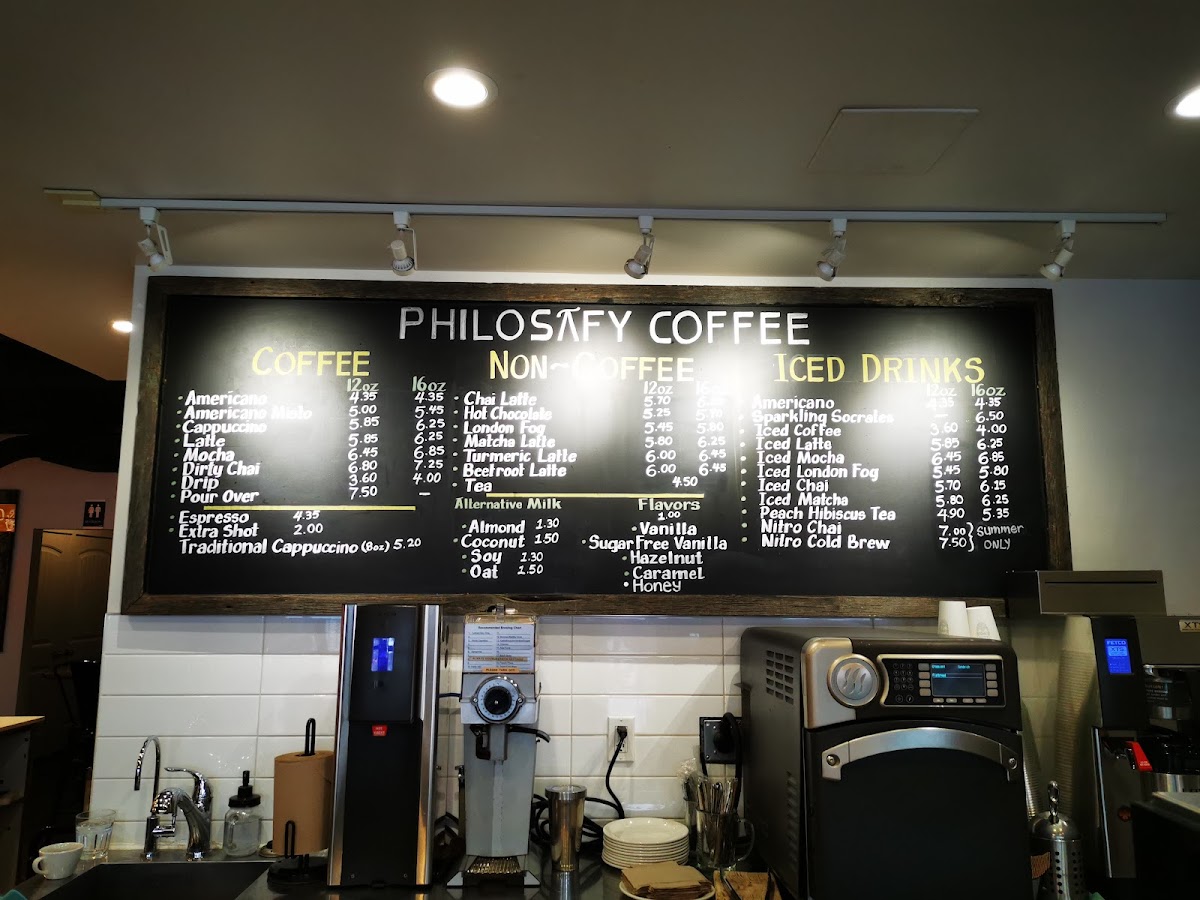 PHILOSAFY COFFEE
COFFEE
12oz 16oz
Americano 4.35 4.35
Americano Misto 5.00 5.45
Cappuccino 5.85 6.25
Latte 5.85 6.25
Mocha 6.45 6.85
Dirty Chai 6.80 7.25
Drip 3.60 4.00
Pour Over 7.50 —
Espresso 4.35
Extra Shot 2.00
Traditional Cappuccino (8oz) 5.20
NON~COFFEE
12oz 16oz
Chai Latte 5.70
Hot Chocolate 5.25 5.70
London Fog 5.45 5.80
Matcha Latte 5.80 6.25
Turmeric Latte 6.00 6.45
Beetroot Latte 6.00 6.45
Tea 4.50
Alternative Milk
Almond 1.30
Coconut 1.50
Soy 1.30
Oat 1.50
Flavors
1.00
Vanilla
Sugar Free Vanilla
Hazelnut
Caramel
Honey
ICED DRINKS
12oz 16oz
Americano 4.35 4.35
Sparkling Socrates — 6.50
Iced Coffee 3.60 4.00
Iced Latte 5.85 6.25
Iced Mocha 6.45 6.85
Iced London Fog 5.45 5.80
Iced Chai 5.70 6.15
Iced Matcha 5.80 6.25
Peach Hibiscus Tea 4.90 5.35
Nitro Chai 7.00
Nitro Cold Brew 7.50
SUMMER
ONLY
FETCO